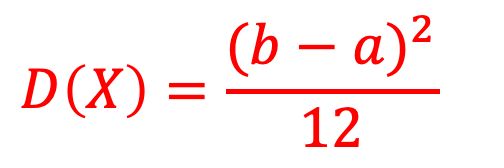 D(X) = (b − a)² / 12